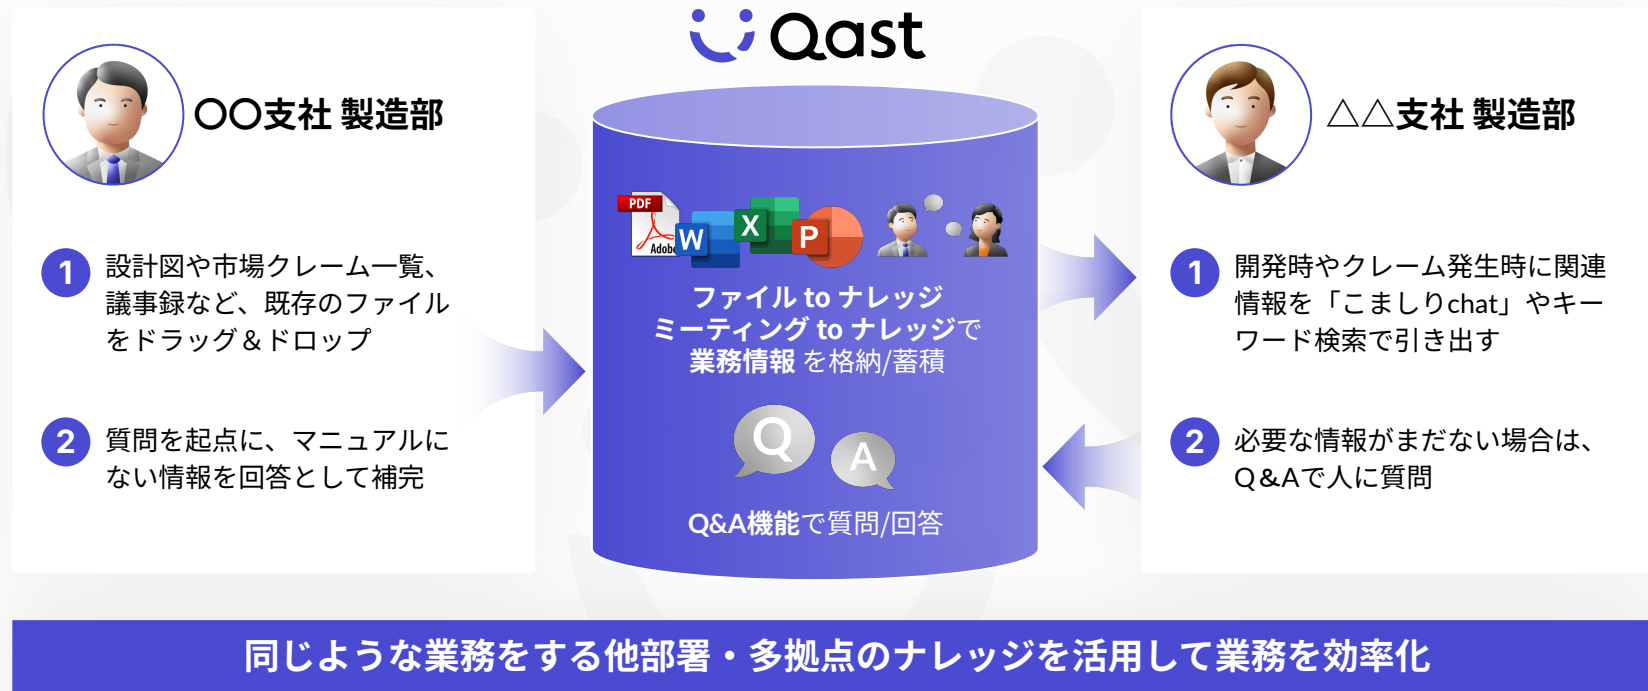 Qast
〇〇支社 製造部
1
設計図や市場クレーム一覧、
議事録など、既存のファイル
をドラッグ＆ドロップ
2
質問を起点に、マニュアルに
ない情報を回答として補完
PDF
Adobe
W
X
P
ファイル to ナレッジ
ミーティング to ナレッジで
業務情報 を格納/蓄積
Q
A
Q&A機能で質問/回答
△△支社 製造部
1
開発時やクレーム発生時に関連
情報を「こましりchat」やキー
ワード検索で引き出す
2
必要な情報がまだない場合は、
Q&Aで人に質問
同じような業務をする他部署・多拠点のナレッジを活用して業務を効率化